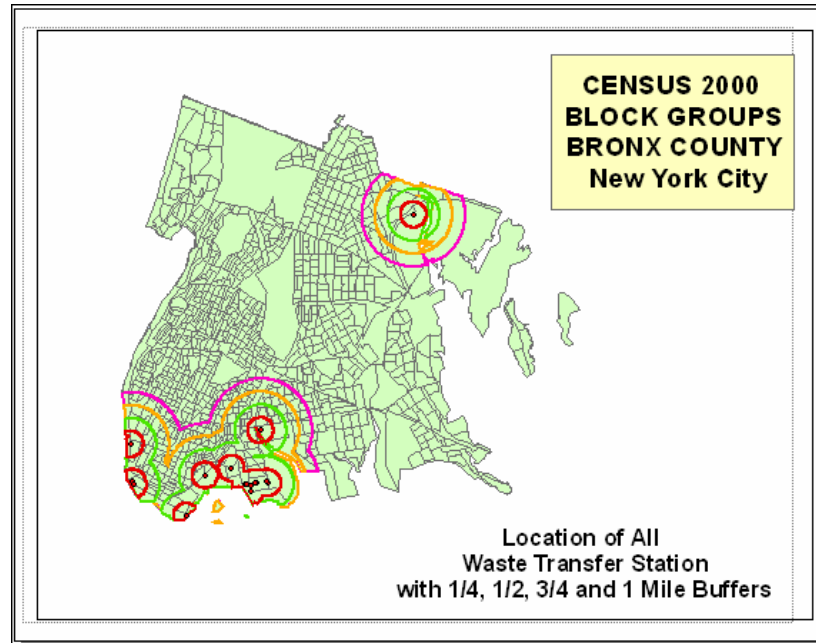 CENSUS 2000
BLOCK GROUPS
BRONX COUNTY
New York City
Location of All
Waste Transfer Station
with 1/4, 1/2, 3/4 and 1 Mile Buffers